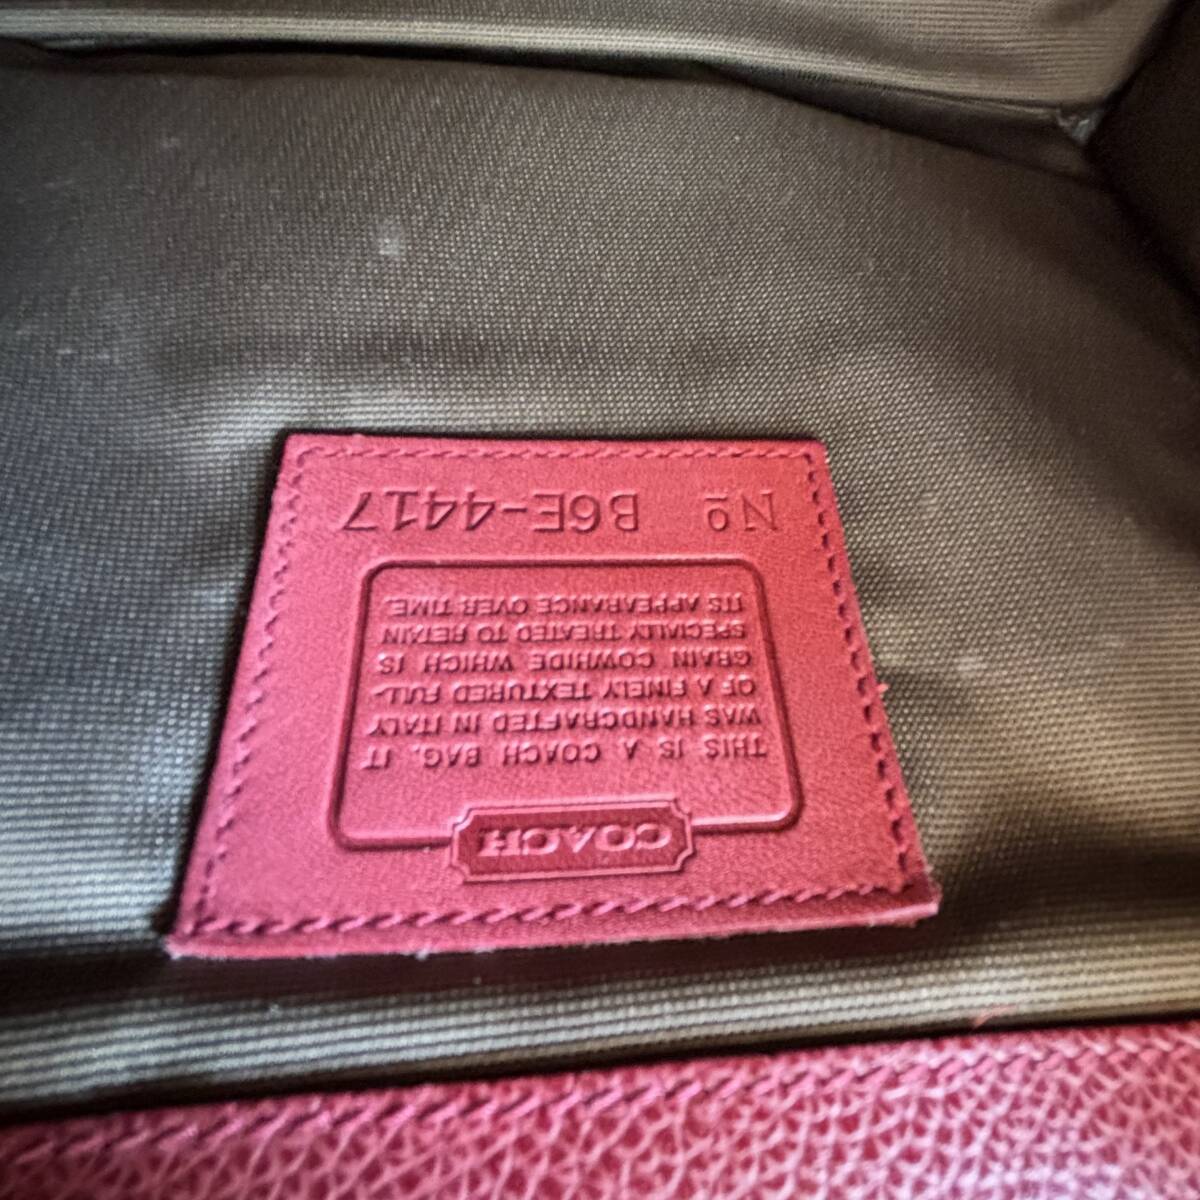 COACH
THIS IS A COACH BAG. IT
WAS HANDCRAFTED IN ITALY
OF A FINELY TEXTURED FULL-
GRAIN COWHIDE WHICH IS
SPECIALLY TREATED TO RETAIN
ITS APPEARANCE OVER TIME.
Nº B6E-4417